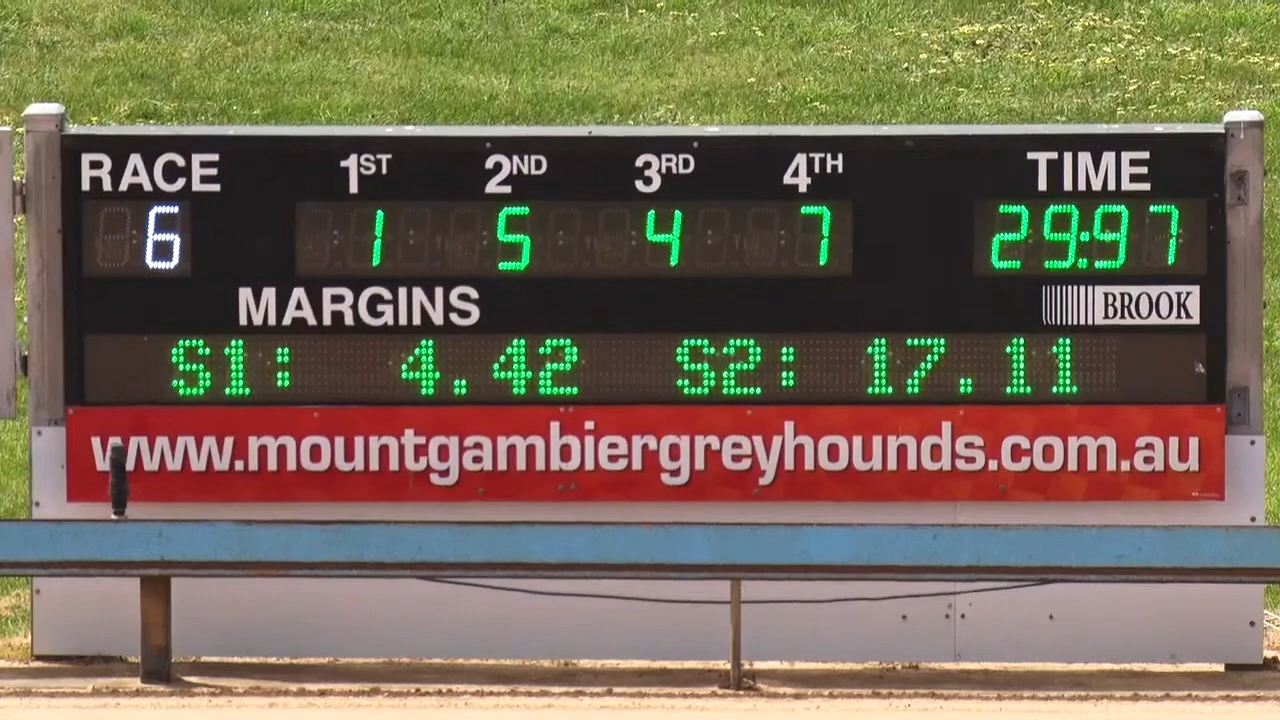 RACE 1ST 2ND 3RD 4TH TIME
6 1 5 4 7 29:97
MARGINS BROOK
S1: 4.42 S2: 17.11
www.mountgambiergreyhounds.com.au